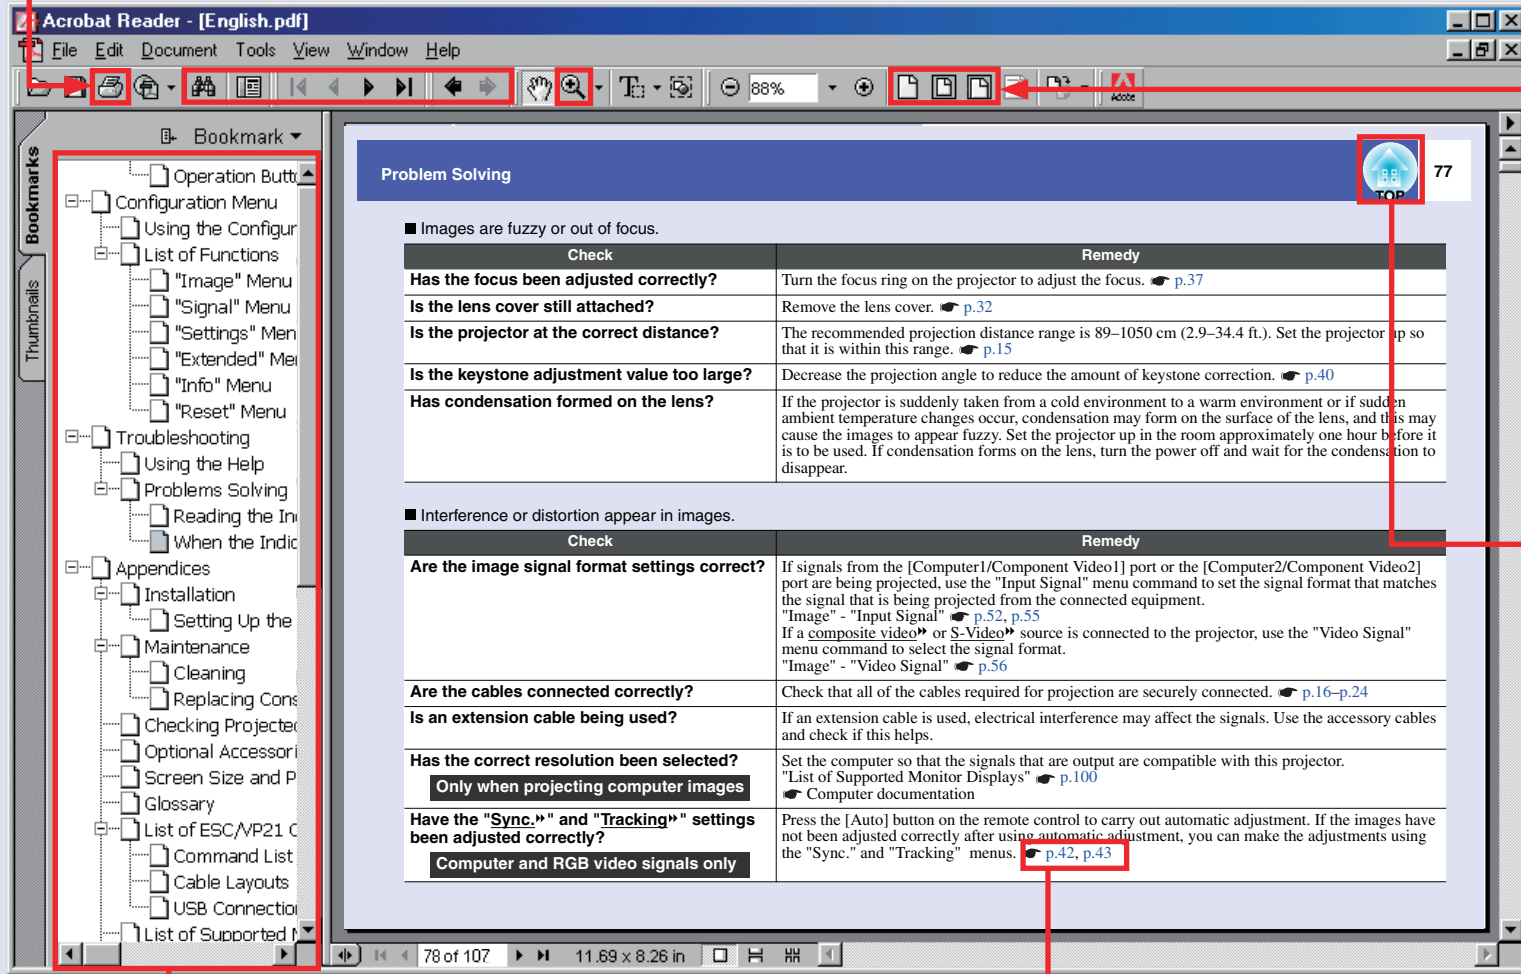 Acrobat Reader - [English.pdf]
File Edit Document Tools View Window Help
88%
Adobe
Bookmarks
Thumbnails
Bookmark
Operation Butt
Configuration Menu
Using the Configur
List of Functions
"Image" Menu
"Signal" Menu
"Settings" Men
"Extended" Me
"Info" Menu
"Reset" Menu
Troubleshooting
Using the Help
Problems Solving
Reading the In
When the Indic
Appendices
Installation
Setting Up the
Maintenance
Cleaning
Replacing Cons
Checking Projected
Optional Accessori
Screen Size and P
Glossary
List of ESC/VP21 C
Command List
Cable Layouts
USB Connection
List of Supported M
Problem Solving
TOP
77
■ Images are fuzzy or out of focus.
Check Remedy
Has the focus been adjusted correctly? Turn the focus ring on the projector to adjust the focus. ☛ p.37
Is the lens cover still attached? Remove the lens cover. ☛ p.32
Is the projector at the correct distance? The recommended projection distance range is 89–1050 cm (2.9–34.4 ft.). Set the projector up so
that it is within this range. ☛ p.15
Is the keystone adjustment value too large? Decrease the projection angle to reduce the amount of keystone correction. ☛ p.40
Has condensation formed on the lens? If the projector is suddenly taken from a cold environment to a warm environment or if sudden
ambient temperature changes occur, condensation may form on the surface of the lens, and this may
cause the images to appear fuzzy. Set the projector up in the room approximately one hour before it
is to be used. If condensation forms on the lens, turn the power off and wait for the condensation to
disappear.
■ Interference or distortion appear in images.
Check Remedy
Are the image signal format settings correct? If signals from the [Computer1/Component Video1] port or the [Computer2/Component Video2]
port are being projected, use the "Input Signal" menu command to set the signal format that matches
the signal that is being projected from the connected equipment.
"Image" - "Input Signal" ☛ p.52, p.55
If a composite video or S-Video source is connected to the projector, use the "Video Signal"
menu command to select the signal format.
"Image" - "Video Signal" ☛ p.56
Are the cables connected correctly? Check that all of the cables required for projection are securely connected. ☛ p.16–p.24
Is an extension cable being used? If an extension cable is used, electrical interference may affect the signals. Use the accessory cables
and check if this helps.
Has the correct resolution been selected?
Only when projecting computer images
Set the computer so that the signals that are output are compatible with this projector.
"List of Supported Monitor Displays" ☛ p.100
☛ Computer documentation
Have the "Sync." and "Tracking" settings
been adjusted correctly?
Computer and RGB video signals only
Press the [Auto] button on the remote control to carry out automatic adjustment. If the images have
not been adjusted correctly after using automatic adjustment, you can make the adjustments using
the "Sync." and "Tracking" menus. ☛ p.42, p.43
78 of 107 11.69 x 8.26 in